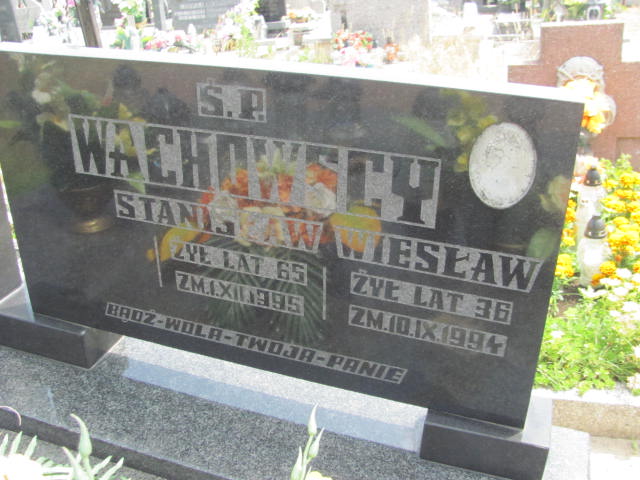 Ś.P.
WACHOWSCY
STANISŁAW WIESŁAW
ŻYŁ LAT 65 ŻYŁ LAT 36
ZM.1.XII.1995 ZM.10.IX.1994
BĄDŹ-WOLA-TWOJA-PANIE